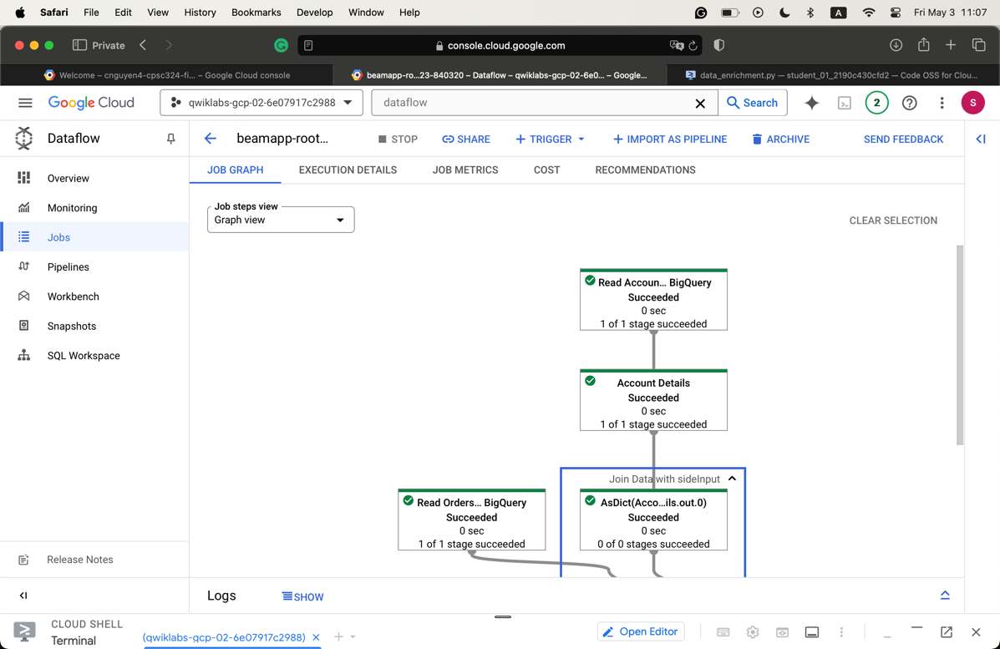 Safari File Edit View History Bookmarks Develop Window Help A Fri May 3 11:07
Private console.cloud.google.com
Welcome – cnguyen4-cpsc324-fi... – Google Cloud console
beamapp-ro...23-840320 – Dataflow – qwiklabs-gcp-02-6e0... – Google...
data_enrichment.py — student_01_2190c430cfd2 — Code OSS for Clou...
Google Cloud qwiklabs-gcp-02-6e07917c2988 dataflow Search 2 S
Dataflow
beamapp-root... STOP SHARE TRIGGER IMPORT AS PIPELINE ARCHIVE SEND FEEDBACK
Overview
Monitoring
Jobs
Pipelines
Workbench
Snapshots
SQL Workspace
Release Notes
JOB GRAPH EXECUTION DETAILS JOB METRICS COST RECOMMENDATIONS
Job steps view
Graph view
CLEAR SELECTION
Read Accoun... BigQuery
Succeeded
0 sec
1 of 1 stage succeeded
Account Details
Succeeded
0 sec
1 of 1 stage succeeded
Join Data with sideInput
Read Orders... BigQuery
Succeeded
0 sec
1 of 1 stage succeeded
AsDict(Acco...ils.out.0)
Succeeded
0 sec
0 of 0 stages succeeded
Logs SHOW
CLOUD SHELL
Terminal
(qwiklabs-gcp-02-6e07917c2988)
Open Editor